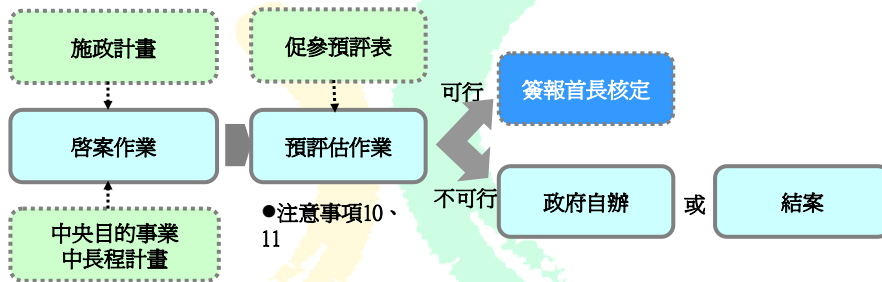 施政計畫
促參預評表
可行
簽報首長核定
啓案作業
預評估作業
不可行
政府自辦
或
結案
●注意事項10、
11
中央目的事業
中長程計畫